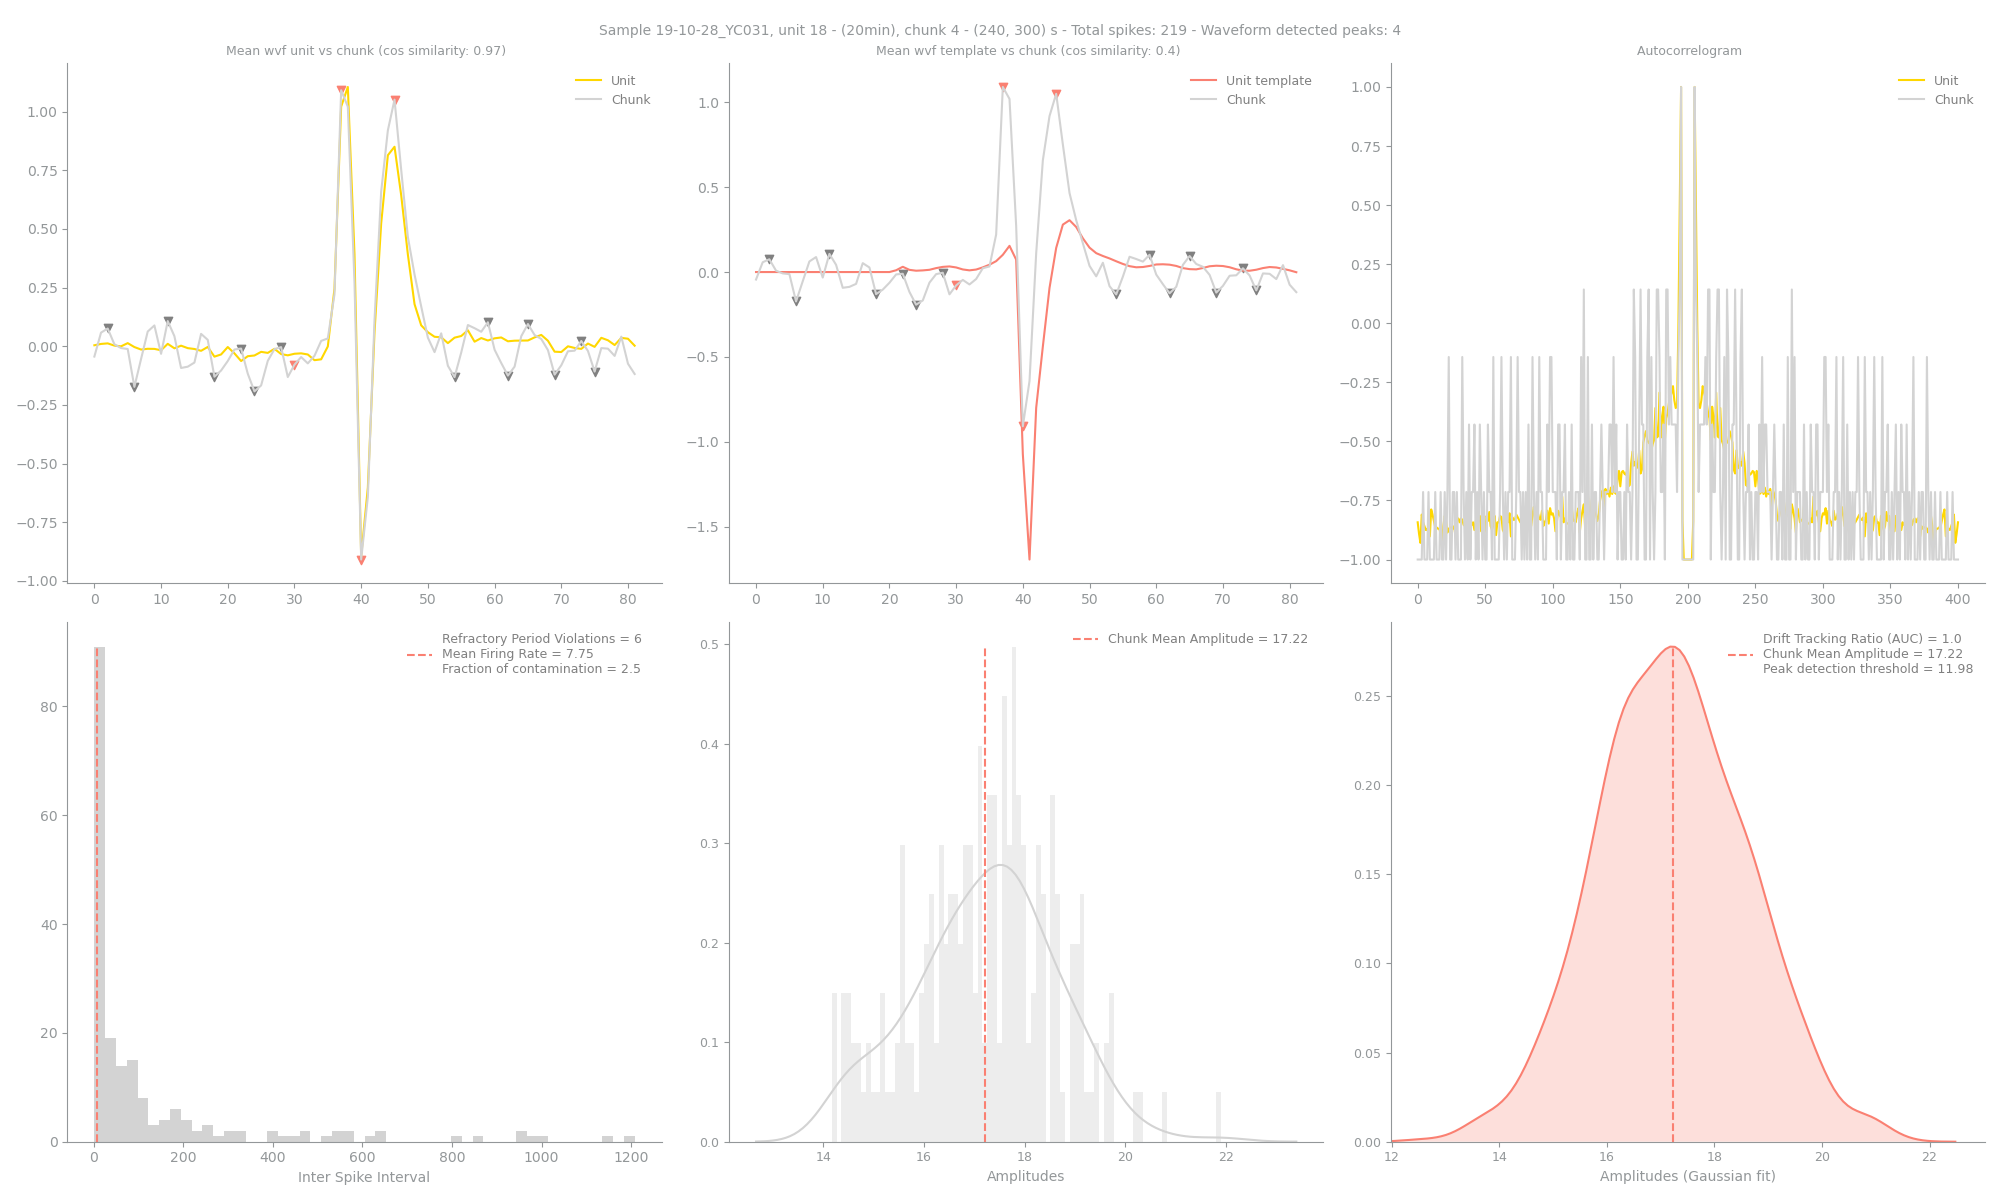 Sample 19-10-28_YC031, unit 18 - (20min), chunk 4 - (240, 300) s - Total spikes: 219 - Waveform detected peaks: 4
Mean wvf unit vs chunk (cos similarity: 0.97)
Unit
Chunk
1.00
0.75
0.50
0.25
0.00
−0.25
−0.50
−0.75
−1.00
0 10 20 30 40 50 60 70 80
Mean wvf template vs chunk (cos similarity: 0.4)
Unit template
Chunk
1.0
0.5
0.0
−0.5
−1.0
−1.5
0 10 20 30 40 50 60 70 80
Autocorrelogram
Unit
Chunk
1.00
0.75
0.50
0.25
0.00
−0.25
−0.50
−0.75
−1.00
0 50 100 150 200 250 300 350 400
Refractory Period Violations = 6
Mean Firing Rate = 7.75
Fraction of contamination = 2.5
80
60
40
20
0
0 200 400 600 800 1000 1200
Inter Spike Interval
Chunk Mean Amplitude = 17.22
0.5
0.4
0.3
0.2
0.1
0.0
14 16 18 20 22
Amplitudes
Drift Tracking Ratio (AUC) = 1.0
Chunk Mean Amplitude = 17.22
Peak detection threshold = 11.98
0.25
0.20
0.15
0.10
0.05
0.00
12 14 16 18 20 22
Amplitudes (Gaussian fit)